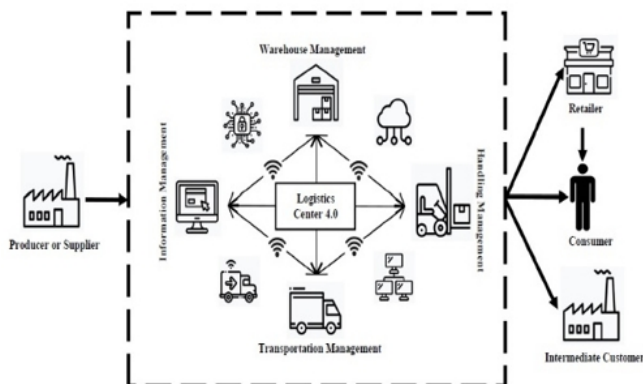 Warehouse Management
Information Management
Handling Management
Logistics
Center 4.0
Transportation Management
Producer or Supplier
Retailer
Consumer
Intermediate Customer